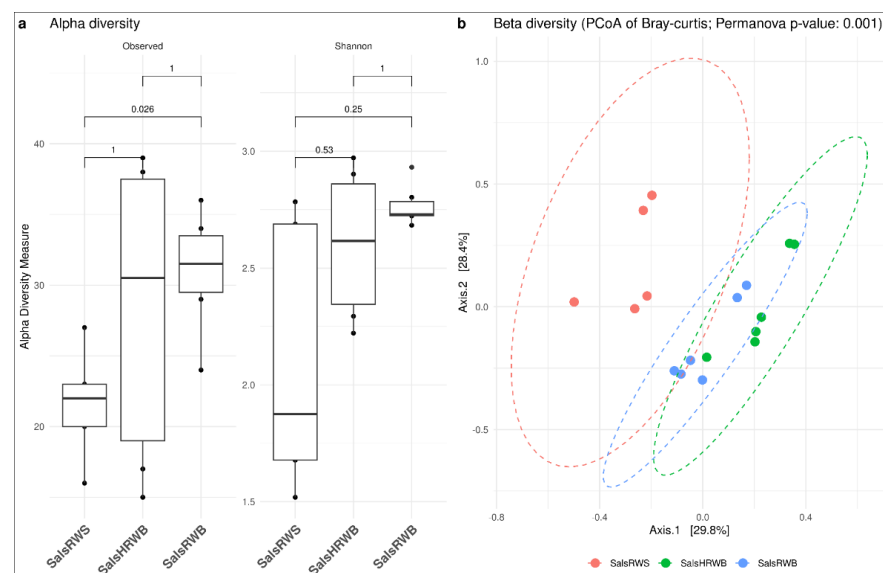 a Alpha diversity
Observed
Shannon
1
1
0.026
0.25
1
0.53
40
30
20
3.0
2.5
2.0
1.5
Alpha Diversity Measure
SalsRWS
SalsHRWB
SalsRWB
SalsRWS
SalsHRWB
SalsRWB
b Beta diversity (PCoA of Bray-curtis; Permanova p-value: 0.001)
1.0
0.5
0.0
-0.5
Axis.2 [28.4%]
-0.8
-0.4
0.0
0.4
Axis.1 [29.8%]
SalsRWS SalsHRWB SalsRWB